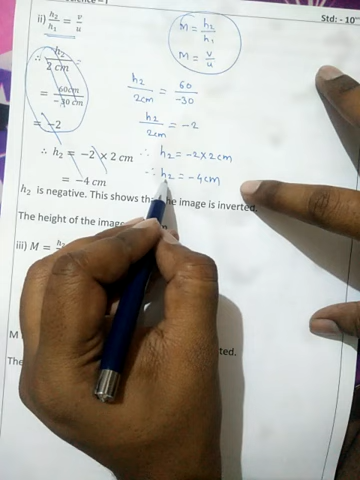 Science – I Std: - 10
ii) h₂/h₁ = v/u
M = h₂/h₁
M = v/u
∴ h₂/2 cm =
= 60cm/-30 cm
= -2
h₂/2cm = 60/-30
h₂/2cm = -2
∴ h₂ = -2 × 2 cm
∴ h₂ = -2x2cm
= -4 cm
∴ h₂ = -4cm
h₂ is negative. This shows that the image is inverted.
The height of the image
iii) M =
M
The ted.